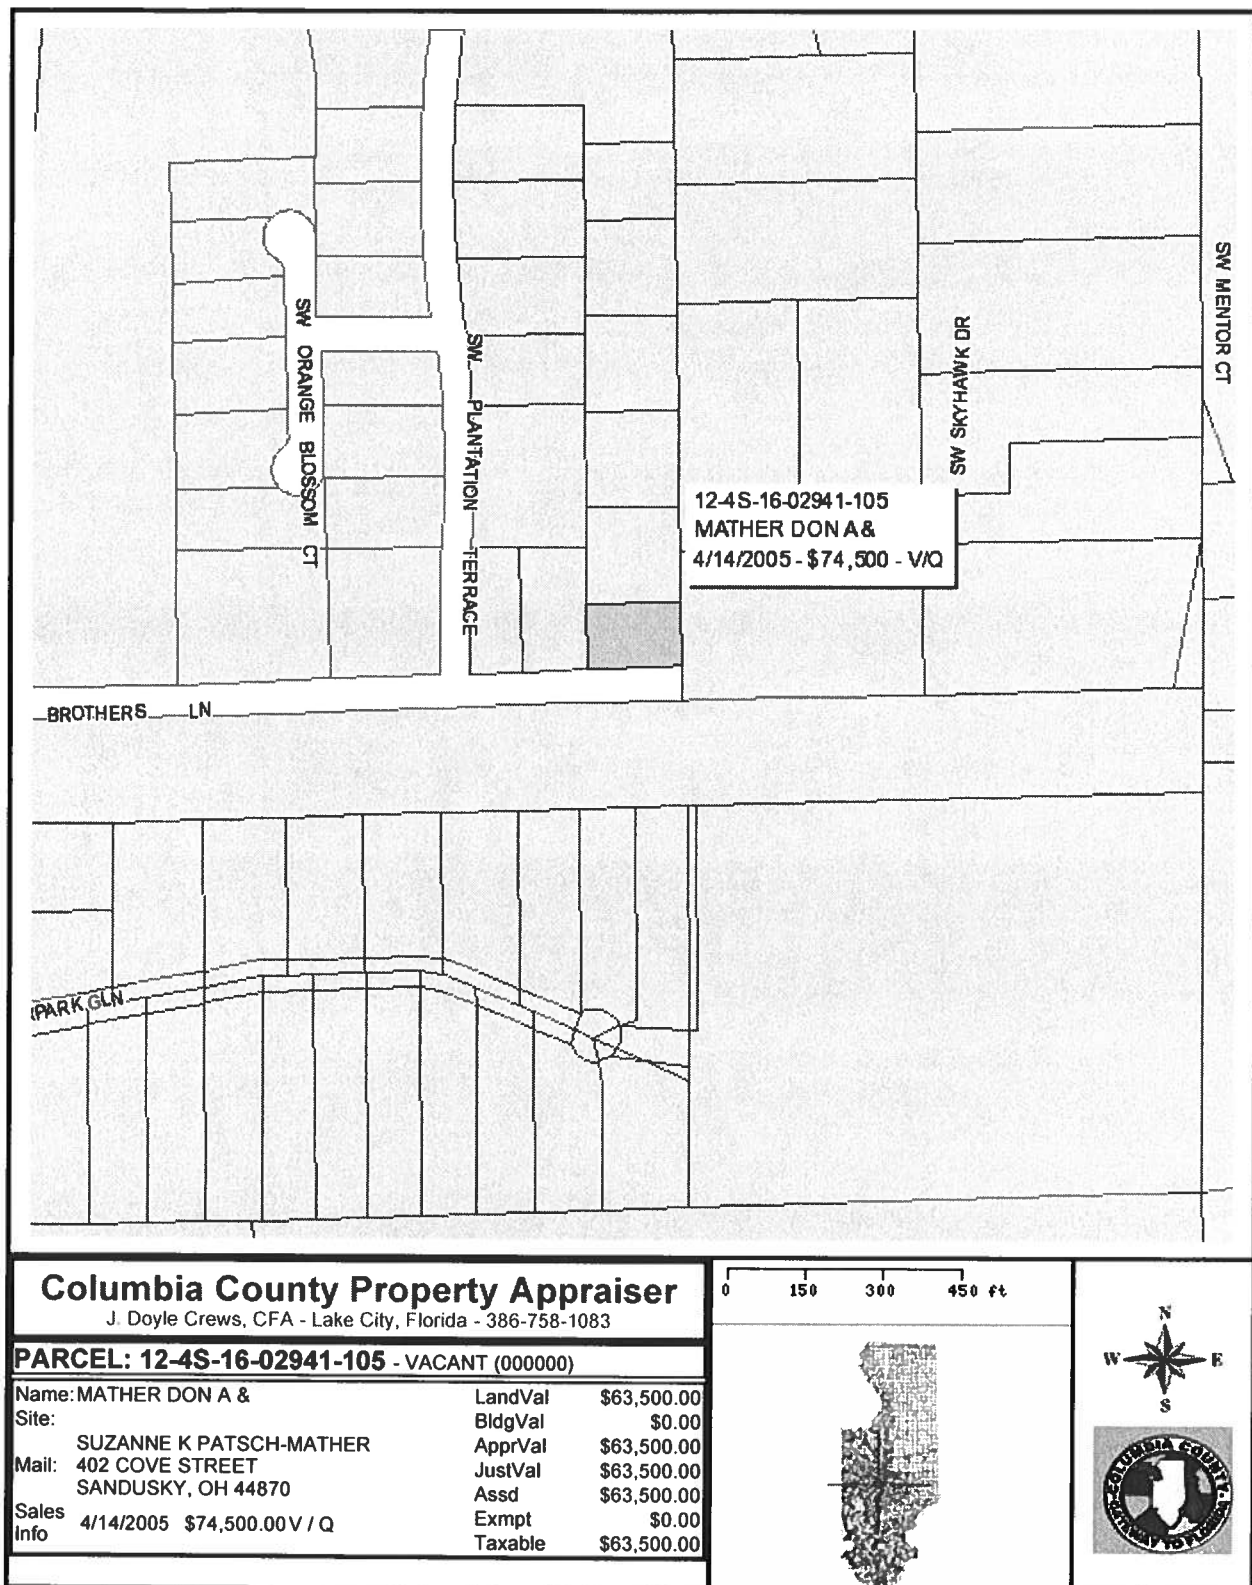 SW MENTOR CT
SW ORANGE BLOSSOM CT
SW PLANTATION TERRACE
SW SKYHAWK DR
12-4S-16-02941-105
MATHER DON A &
4/14/2005 - $74,500 - V/Q
BROTHERS LN
PARK GLN
Columbia County Property Appraiser
J. Doyle Crews, CFA - Lake City, Florida - 386-758-1083
PARCEL: 12-4S-16-02941-105 - VACANT (000000)
Name: MATHER DON A & LandVal $63,500.00
Site: BldgVal $0.00
SUZANNE K PATSCH-MATHER ApprVal $63,500.00
Mail: 402 COVE STREET JustVal $63,500.00
SANDUSKY, OH 44870 Assd $63,500.00
Sales Info 4/14/2005 $74,500.00 V / Q Exmpt $0.00
Taxable $63,500.00
0 150 300 450 ft
N
W E
S
COLUMBIA COUNTY
GATEWAY TO FLORIDA